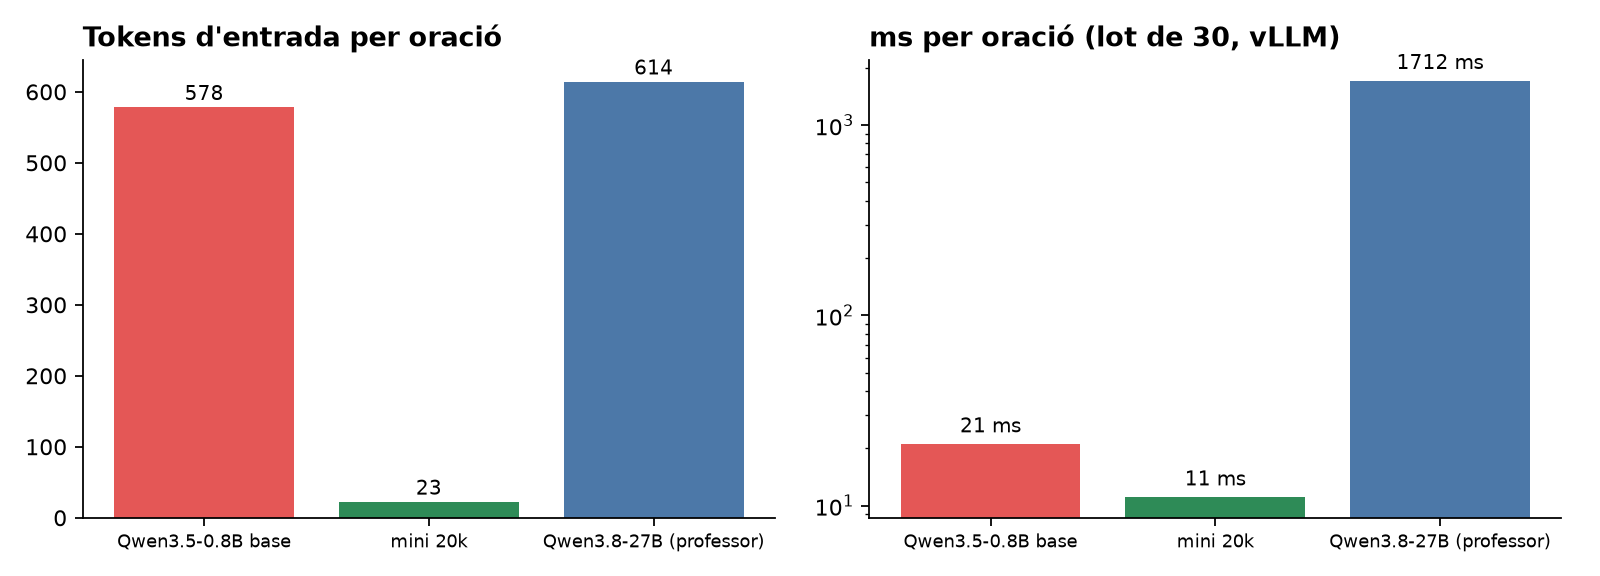 Tokens d'entrada per oració
614
600
578
500
400
300
200
100
23
0
Qwen3.5-0.8B base
mini 20k
Qwen3.8-27B (professor)
ms per oració (lot de 30, vLLM)
1712 ms
10³
10²
21 ms
11 ms
10¹
Qwen3.5-0.8B base
mini 20k
Qwen3.8-27B (professor)